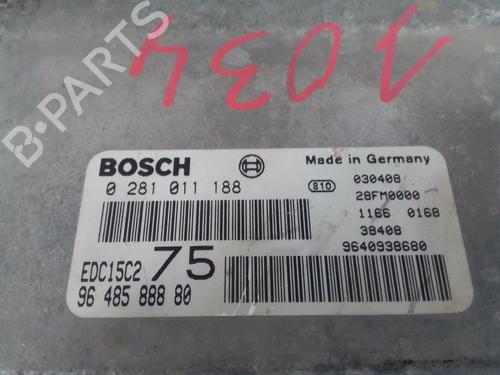 1034
B-PARTS
BOSCH
Made in Germany
0 281 011 188
B10
030408
28FM0000
1166 0168
38408
9640938680
EDC15C2 75
96 485 888 80